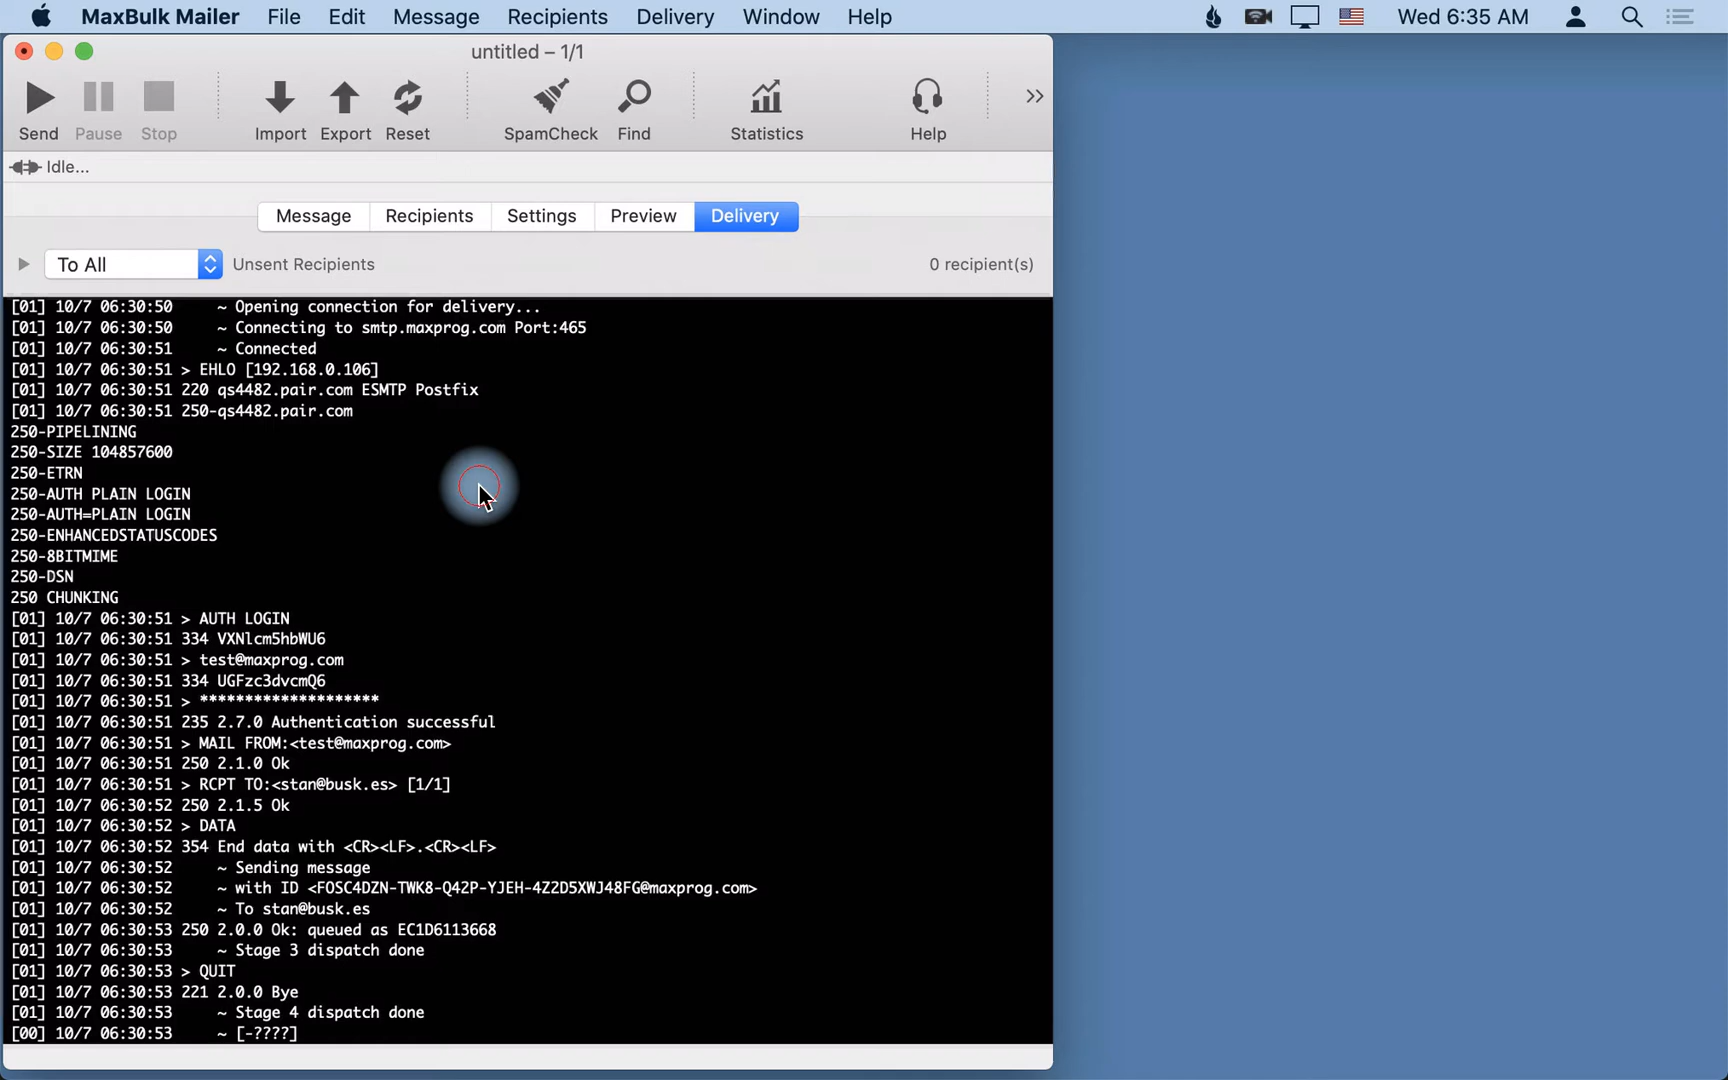 MaxBulk Mailer File Edit Message Recipients Delivery Window Help Wed 6:35 AM
untitled – 1/1
Send Pause Stop Import Export Reset SpamCheck Find Statistics Help
Idle...
Message Recipients Settings Preview Delivery
To All Unsent Recipients 0 recipient(s)
[01] 10/7 06:30:50 ~ Opening connection for delivery...
[01] 10/7 06:30:50 ~ Connecting to smtp.maxprog.com Port:465
[01] 10/7 06:30:51 ~ Connected
[01] 10/7 06:30:51 > EHLO [192.168.0.106]
[01] 10/7 06:30:51 220 qs4482.pair.com ESMTP Postfix
[01] 10/7 06:30:51 250-qs4482.pair.com
250-PIPELINING
250-SIZE 104857600
250-ETRN
250-AUTH PLAIN LOGIN
250-AUTH=PLAIN LOGIN
250-ENHANCEDSTATUSCODES
250-8BITMIME
250-DSN
250 CHUNKING
[01] 10/7 06:30:51 > AUTH LOGIN
[01] 10/7 06:30:51 334 VXNlcm5hbWU6
[01] 10/7 06:30:51 > test@maxprog.com
[01] 10/7 06:30:51 334 UGFzc3dvcmQ6
[01] 10/7 06:30:51 > ********************
[01] 10/7 06:30:51 235 2.7.0 Authentication successful
[01] 10/7 06:30:51 > MAIL FROM:<test@maxprog.com>
[01] 10/7 06:30:51 250 2.1.0 Ok
[01] 10/7 06:30:51 > RCPT TO:<stan@busk.es> [1/1]
[01] 10/7 06:30:52 250 2.1.5 Ok
[01] 10/7 06:30:52 > DATA
[01] 10/7 06:30:52 354 End data with <CR><LF>.<CR><LF>
[01] 10/7 06:30:52 ~ Sending message
[01] 10/7 06:30:52 ~ with ID <FOSC4DZN-TWK8-Q42P-YJEH-4Z2D5XWJ48FG@maxprog.com>
[01] 10/7 06:30:52 ~ To stan@busk.es
[01] 10/7 06:30:53 250 2.0.0 Ok: queued as EC1D6113668
[01] 10/7 06:30:53 ~ Stage 3 dispatch done
[01] 10/7 06:30:53 > QUIT
[01] 10/7 06:30:53 221 2.0.0 Bye
[01] 10/7 06:30:53 ~ Stage 4 dispatch done
[00] 10/7 06:30:53 ~ [-????]